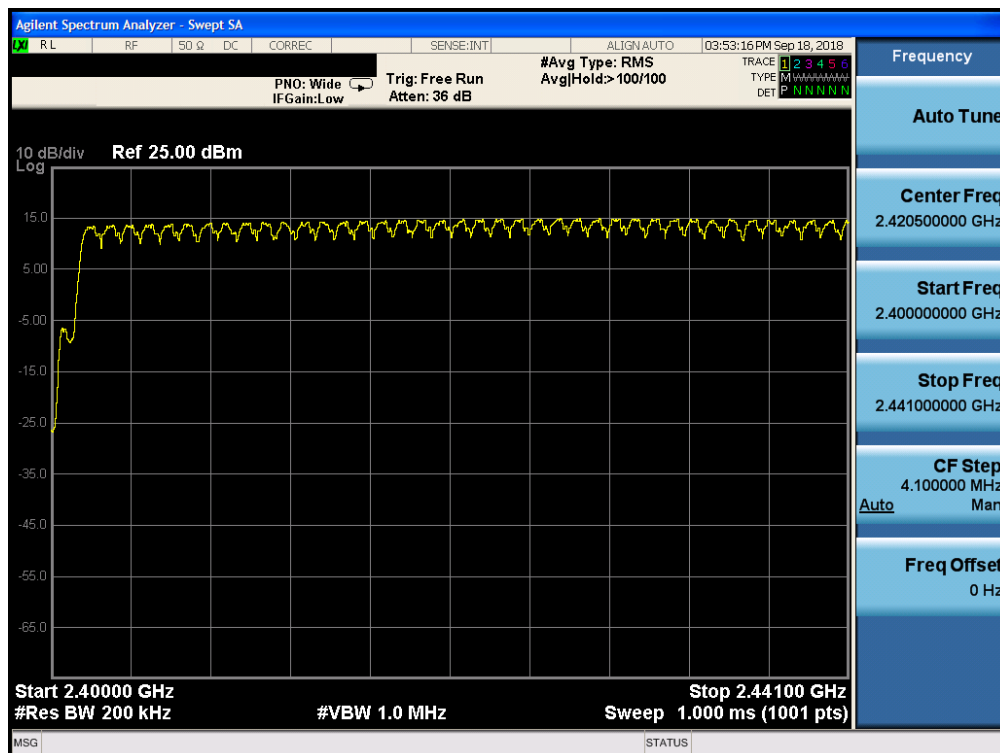 Agilent Spectrum Analyzer - Swept SA
LXI RL RF 50 Ω DC CORREC SENSE:INT ALIGN AUTO 03:53:16 PM Sep 18, 2018
PNO: Wide
IFGain:Low
Trig: Free Run
Atten: 36 dB
#Avg Type: RMS
Avg|Hold:> 100/100
TRACE 1 2 3 4 5 6
TYPE M
DET P N N N N N
10 dB/div
Log
Ref 25.00 dBm
15.0
5.00
-5.00
-15.0
-25.0
-35.0
-45.0
-55.0
-65.0
Start 2.40000 GHz
Stop 2.44100 GHz
#Res BW 200 kHz
#VBW 1.0 MHz
Sweep 1.000 ms (1001 pts)
MSG
STATUS
Frequency
Auto Tune
Center Freq
2.420500000 GHz
Start Freq
2.400000000 GHz
Stop Freq
2.441000000 GHz
CF Step
4.100000 MHz
Auto Man
Freq Offset
0 Hz